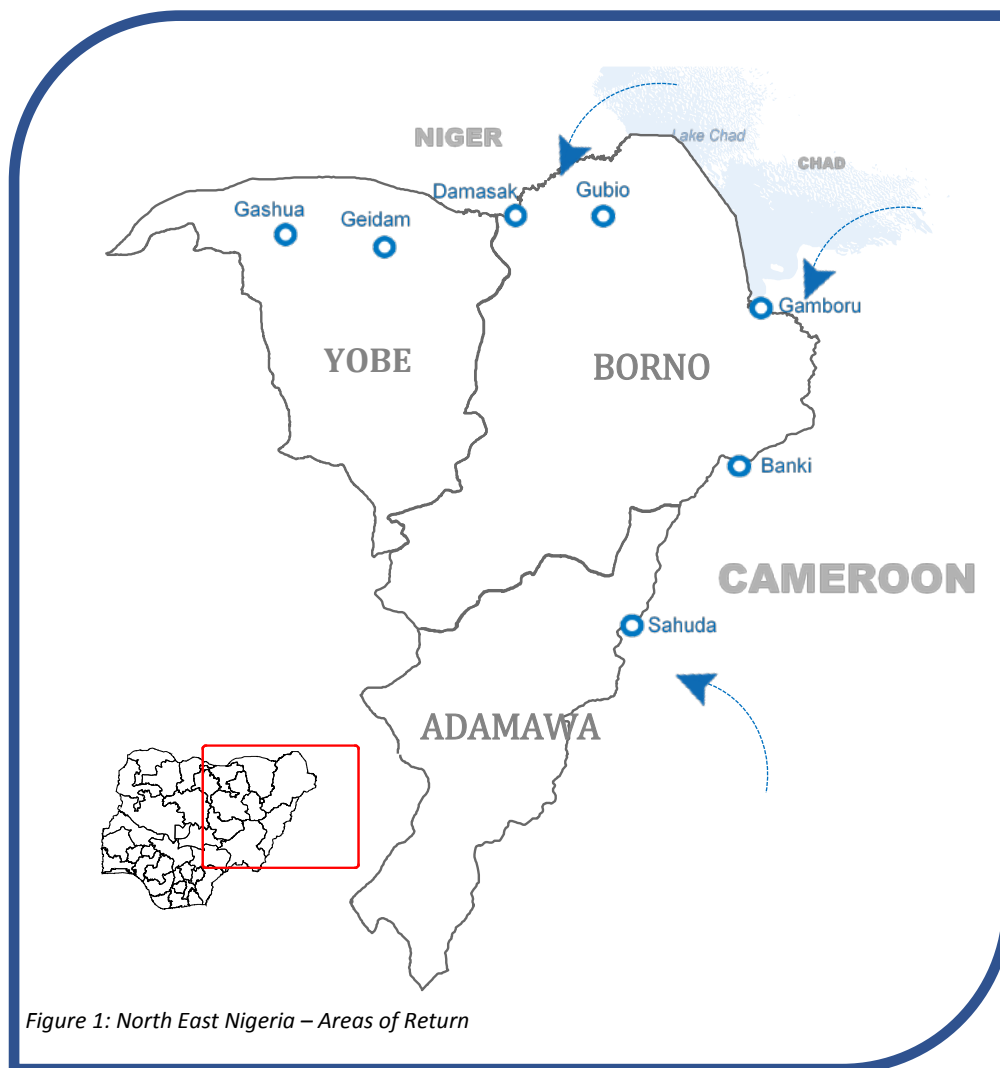 NIGER
Lake Chad
CHAD
Damasak
Gubio
Gashua
Geidam
Gamboru
YOBE
BORNO
Banki
CAMEROON
Sahuda
ADAMAWA
Figure 1: North East Nigeria – Areas of Return